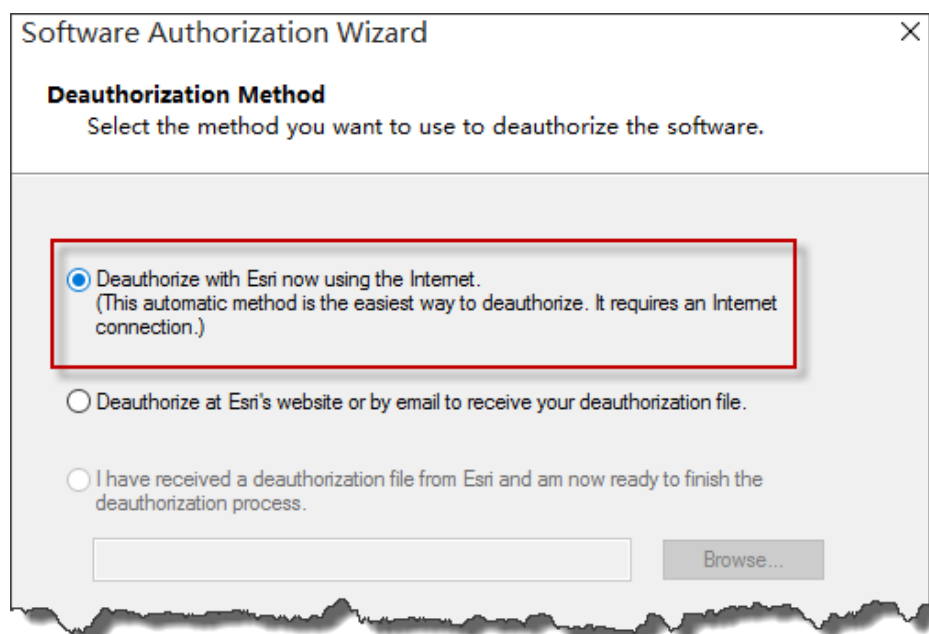 Software Authorization Wizard
Deauthorization Method
Select the method you want to use to deauthorize the software.
Deauthorize with Esri now using the Internet.
(This automatic method is the easiest way to deauthorize. It requires an Internet
connection.)
Deauthorize at Esri's website or by email to receive your deauthorization file.
I have received a deauthorization file from Esri and am now ready to finish the
deauthorization process.
Browse...